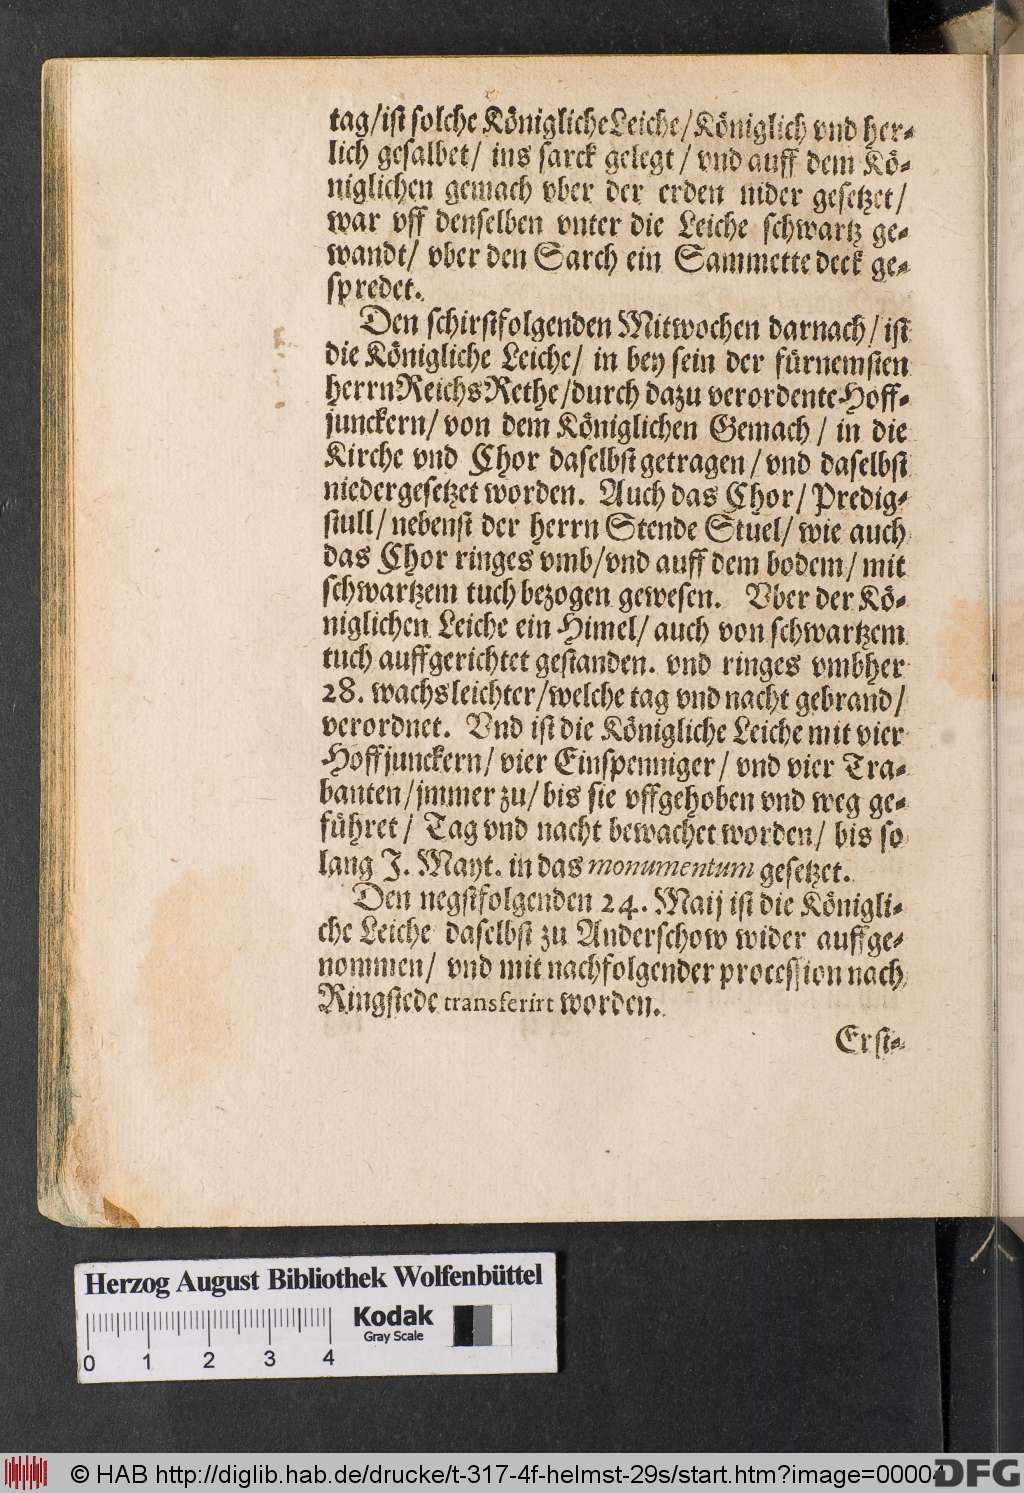 tag/ist solche Königliche Leiche/Königlich vnd her-
lich gesalbet/ ins sarck gelegt/ vnd auff dem Kö-
niglichen gemach vber der erden nider gesetzet/
war vff denselben vnter die Leiche schwartz ge-
wandt/ vber den Sarch ein Sammette deck ge-
spredet.
Den schirstfolgenden Mitwochen darnach/ist
die Königliche Leiche/ in bey sein der fürnemsten
herrn Reichs Rethe/durch dazu verordente Hoff-
junckern/ von dem Königlichen Gemach/ in die
Kirche vnd Chor daselbst getragen/ vnd daselbst
niedergesetzet worden. Auch das Chor/ Predig-
stull/ nebenst der herrn Stende Stuel/ wie auch
das Chor ringes vmb/vnd auff dem bodem/ mit
schwartzem tuch bezogen gewesen. Vber der Kö-
niglichen Leiche ein Himel/ auch von schwartzem
tuch auffgerichtet gestanden. vnd ringes vmbher
28. wachsleichter/welche tag vnd nacht gebrand/
verordnet. Vnd ist die Königliche Leiche mit vier
Hoffjunckern/ vier Einspenniger/ vnd vier Tra-
banten/jmmer zu/ bis sie vffgehoben vnd weg ge-
führet/ Tag vnd nacht bewachet worden/ bis so
lang J. Mayt. in das monumentum gesetzet.
Den negstfolgenden 24. Maij ist die Königli-
che Leiche daselbst zu Anderschow wider auffge-
nommen/ vnd mit nachfolgender procession nach
Ringstede transferirt worden.
Erst-
Herzog August Bibliothek Wolfenbüttel
Kodak
Gray Scale
0 1 2 3 4
© HAB http://diglib.hab.de/drucke/t-317-4f-helmst-29s/start.htm?image=00004
DFG